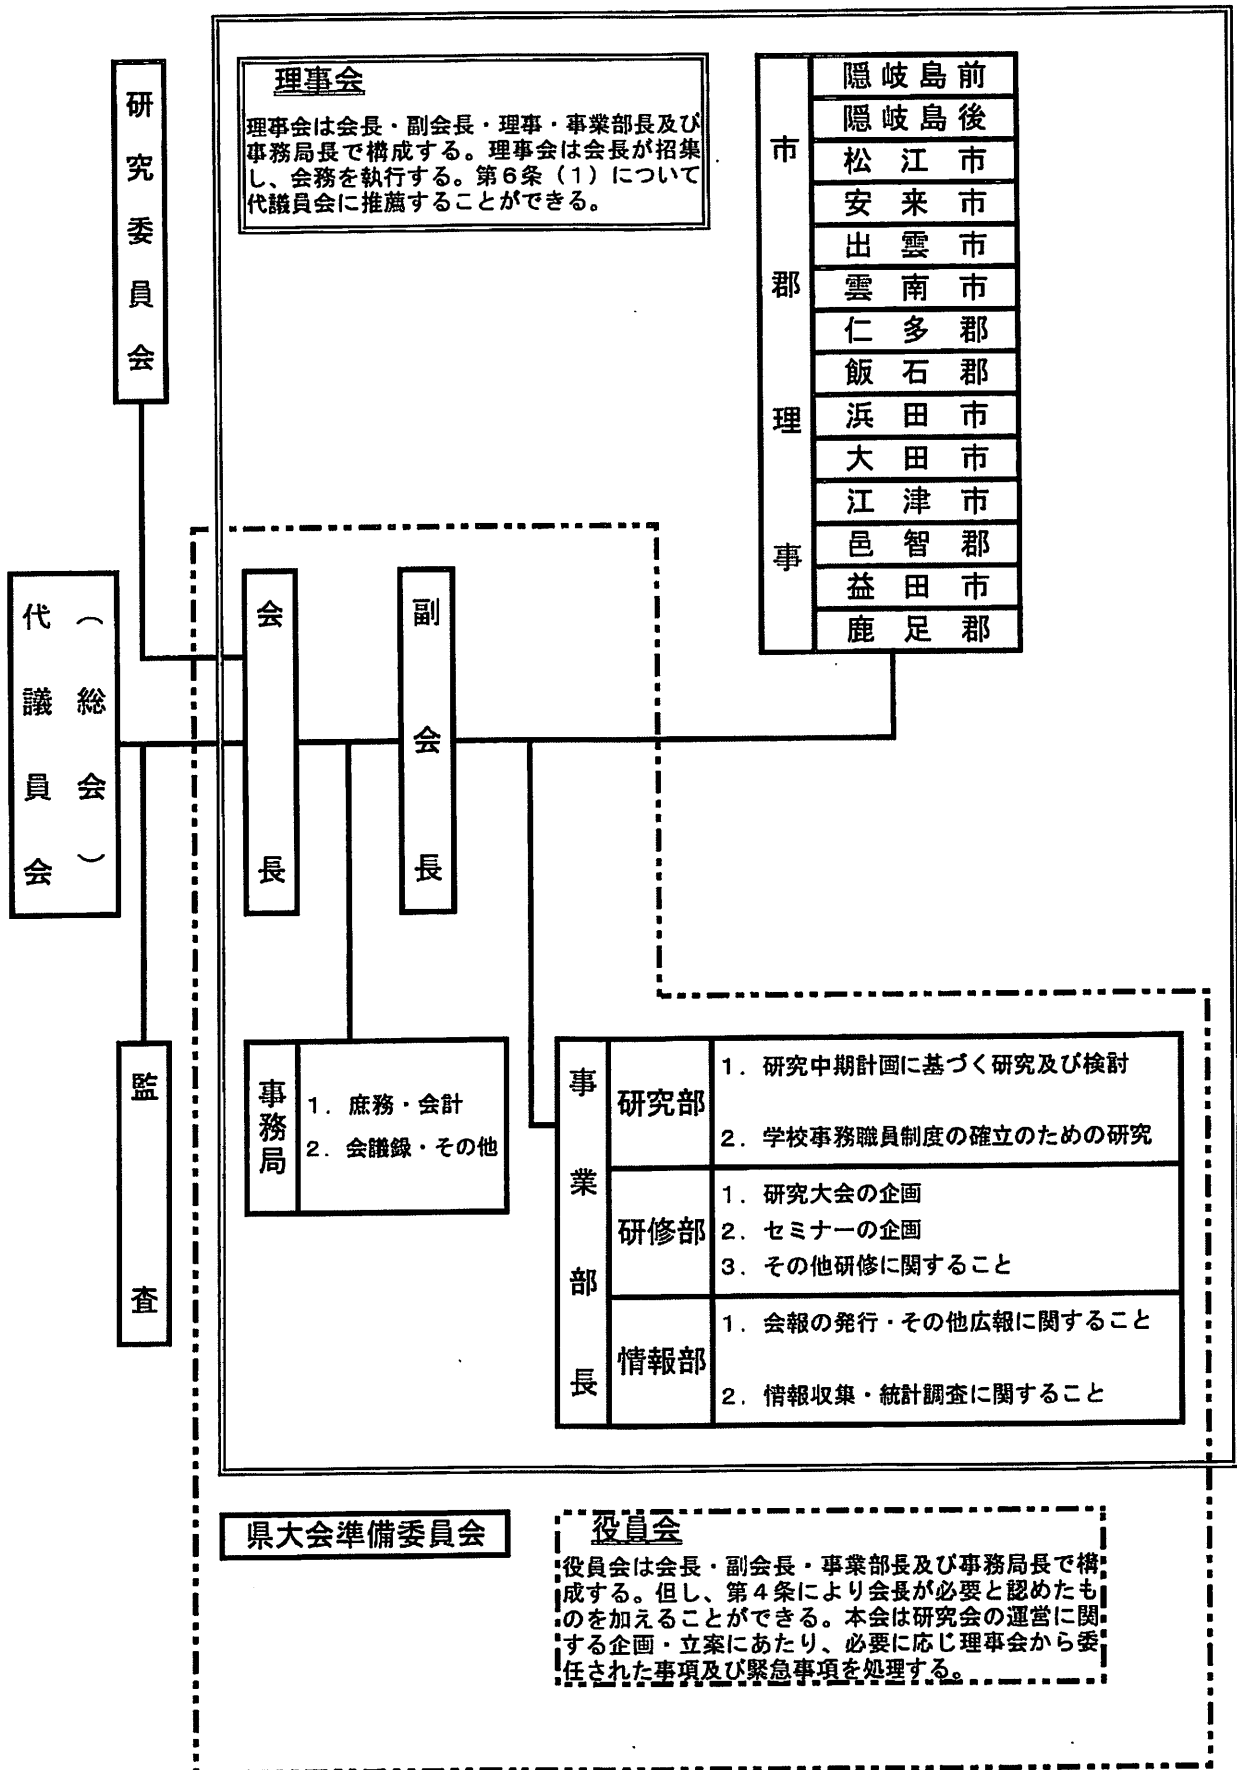 研究委員会
理事会
理事会は会長・副会長・理事・事業部長及び
事務局長で構成する。理事会は会長が招集
し、会務を執行する。第6条（1）について
代議員会に推薦することができる。
市郡理事
隠岐島前
隠岐島後
松江市
安来市
出雲市
雲南市
仁多郡
飯石郡
浜田市
大田市
江津市
邑智郡
益田市
鹿足郡
代議員会
（総会）
会長
副会長
監査
事務局
1．庶務・会計
2．会議録・その他
事業部長
研究部
1．研究中期計画に基づく研究及び検討
2．学校事務職員制度の確立のための研究
研修部
1．研究大会の企画
2．セミナーの企画
3．その他研修に関すること
情報部
1．会報の発行・その他広報に関すること
2．情報収集・統計調査に関すること
県大会準備委員会
役員会
役員会は会長・副会長・事業部長及び事務局長で構
成する。但し、第4条により会長が必要と認めたも
のを加えることができる。本会は研究会の運営に関
する企画・立案にあたり、必要に応じ理事会から委
任された事項及び緊急事項を処理する。